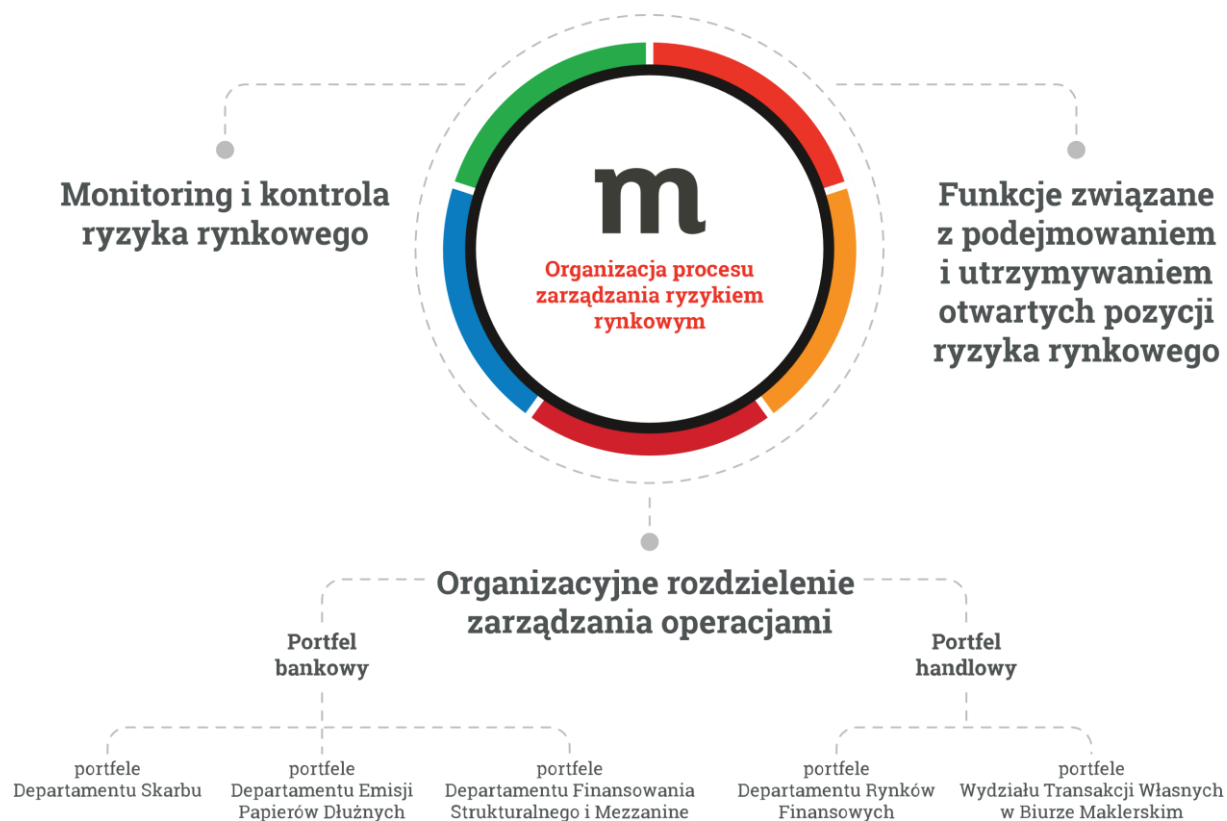 m
Organizacja procesu
zarządzania ryzykiem
rynkowym
Monitoring i kontrola
ryzyka rynkowego
Funkcje związane
z podejmowaniem
i utrzymywaniem
otwartych pozycji
ryzyka rynkowego
Organizacyjne rozdzielenie
zarządzania operacjami
Portfel
bankowy
Portfel
handlowy
portfele
Departamentu Skarbu
portfele
Departamentu Emisji
Papierów Dłużnych
portfele
Departamentu Finansowania
Strukturalnego i Mezzanine
portfele
Departamentu Rynków
Finansowych
portfele
Wydziału Transakcji Własnych
w Biurze Maklerskim